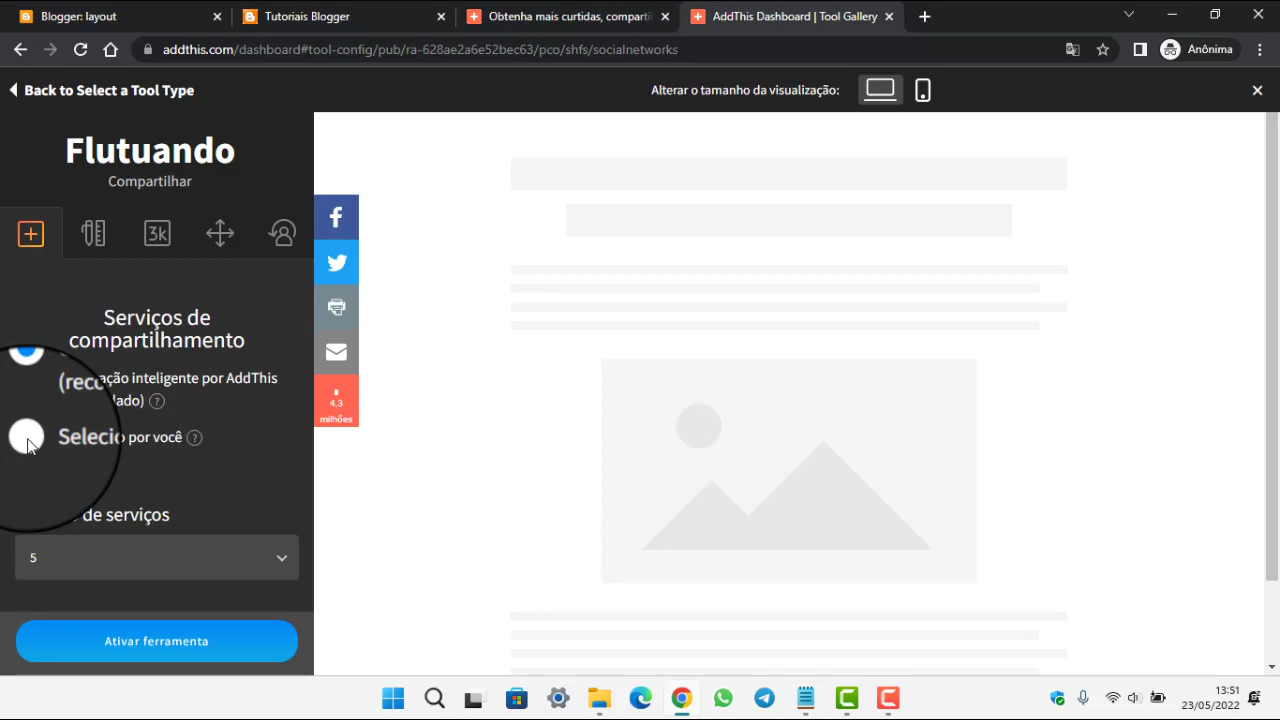 Blogger: layout
Tutoriais Blogger
Obtenha mais curtidas, comparti
AddThis Dashboard | Tool Gallery
addthis.com/dashboard#tool-config/pub/ra-628ae2a6e52bec63/pco/shfs/socialnetworks
Anônima
Back to Select a Tool Type
Alterar o tamanho da visualização:
Flutuando
Compartilhar
3k
Serviços de
compartilhamento
(reco ação inteligente por AddThis
lado) ?
Selecio por você ?
de serviços
5
Ativar ferramenta
4,3
milhões
13:53
23/05/2022